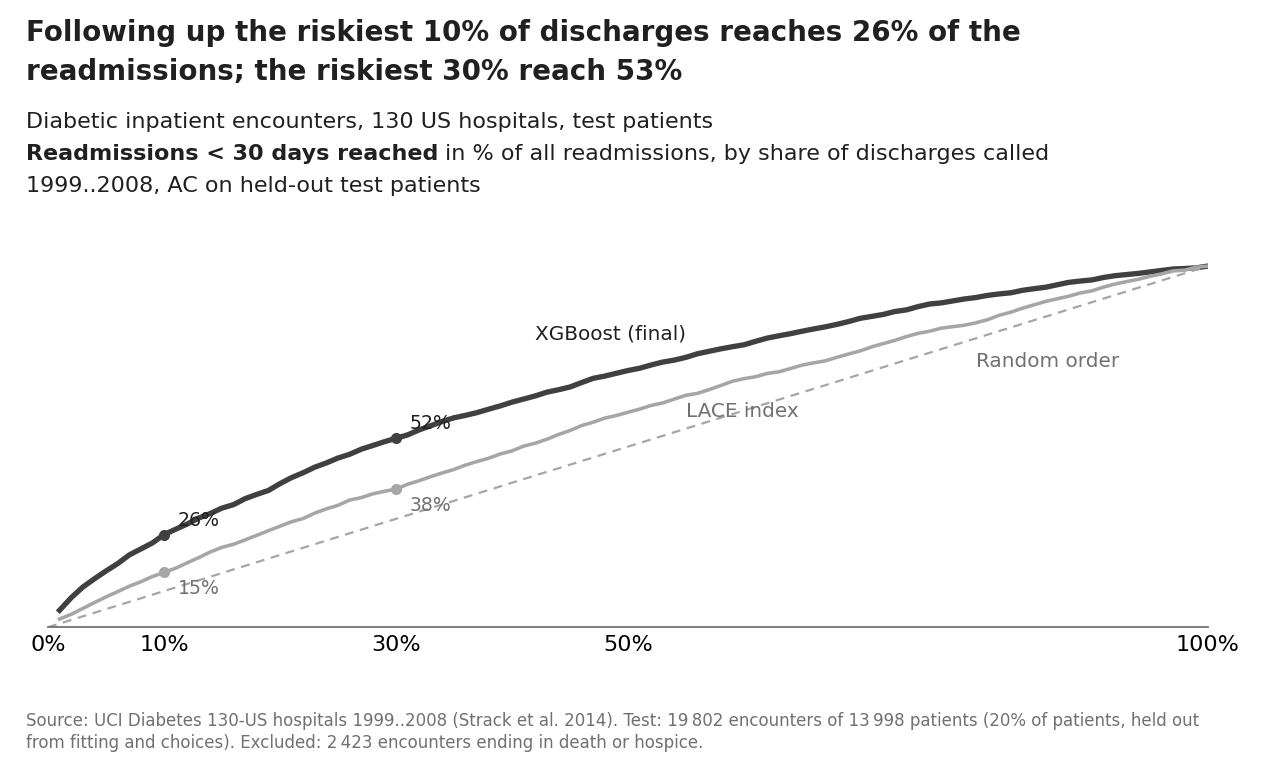 Following up the riskiest 10% of discharges reaches 26% of the
readmissions; the riskiest 30% reach 53%
Diabetic inpatient encounters, 130 US hospitals, test patients
Readmissions < 30 days reached in % of all readmissions, by share of discharges called
1999..2008, AC on held-out test patients
XGBoost (final)
Random order
LACE index
52%
38%
26%
15%
0%
10%
30%
50%
100%
Source: UCI Diabetes 130-US hospitals 1999..2008 (Strack et al. 2014). Test: 19 802 encounters of 13 998 patients (20% of patients, held out
from fitting and choices). Excluded: 2 423 encounters ending in death or hospice.